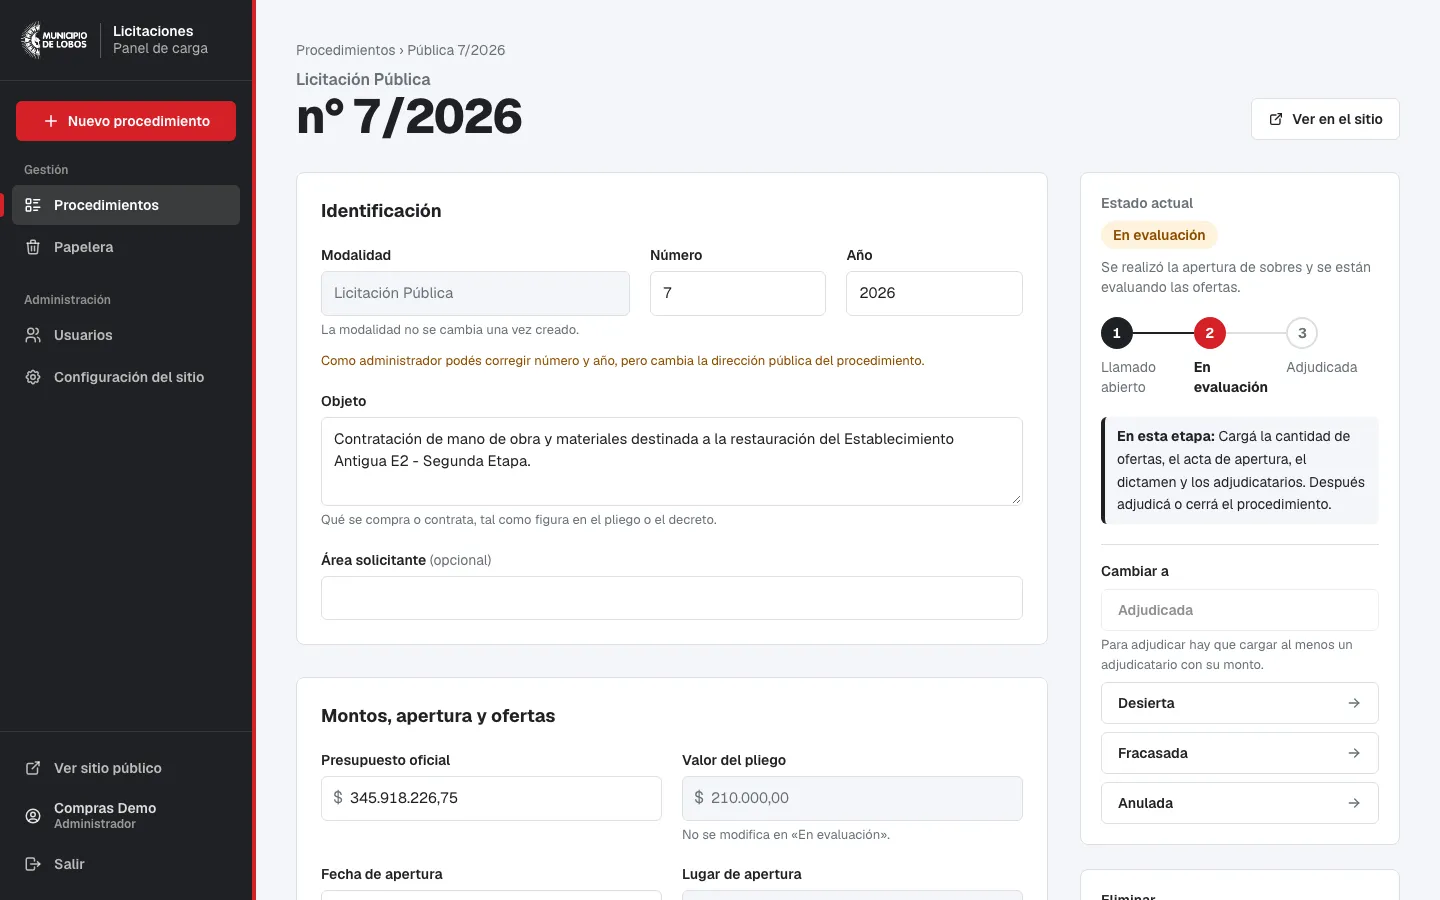 MUNICIPIO
DE LOBOS
Licitaciones
Panel de carga
Nuevo procedimiento
Gestión
Procedimientos
Papelera
Administración
Usuarios
Configuración del sitio
Ver sitio público
Compras Demo
Administrador
Salir
Procedimientos › Pública 7/2026
Licitación Pública
n° 7/2026
Ver en el sitio
Identificación
Modalidad
Número
Año
Licitación Pública
7
2026
La modalidad no se cambia una vez creado.
Como administrador podés corregir número y año, pero cambia la dirección pública del procedimiento.
Objeto
Contratación de mano de obra y materiales destinada a la restauración del Establecimiento
Antigua E2 - Segunda Etapa.
Qué se compra o contrata, tal como figura en el pliego o el decreto.
Área solicitante (opcional)
Montos, apertura y ofertas
Presupuesto oficial
Valor del pliego
$ 345.918.226,75
$ 210.000,00
No se modifica en «En evaluación».
Fecha de apertura
Lugar de apertura
Estado actual
En evaluación
Se realizó la apertura de sobres y se están
evaluando las ofertas.
1
2
3
Llamado
abierto
En
evaluación
Adjudicada
En esta etapa: Cargá la cantidad de
ofertas, el acta de apertura, el
dictamen y los adjudicatarios. Después
adjudicá o cerrá el procedimiento.
Cambiar a
Adjudicada
Para adjudicar hay que cargar al menos un
adjudicatario con su monto.
Desierta
Fracasada
Anulada
Eliminar